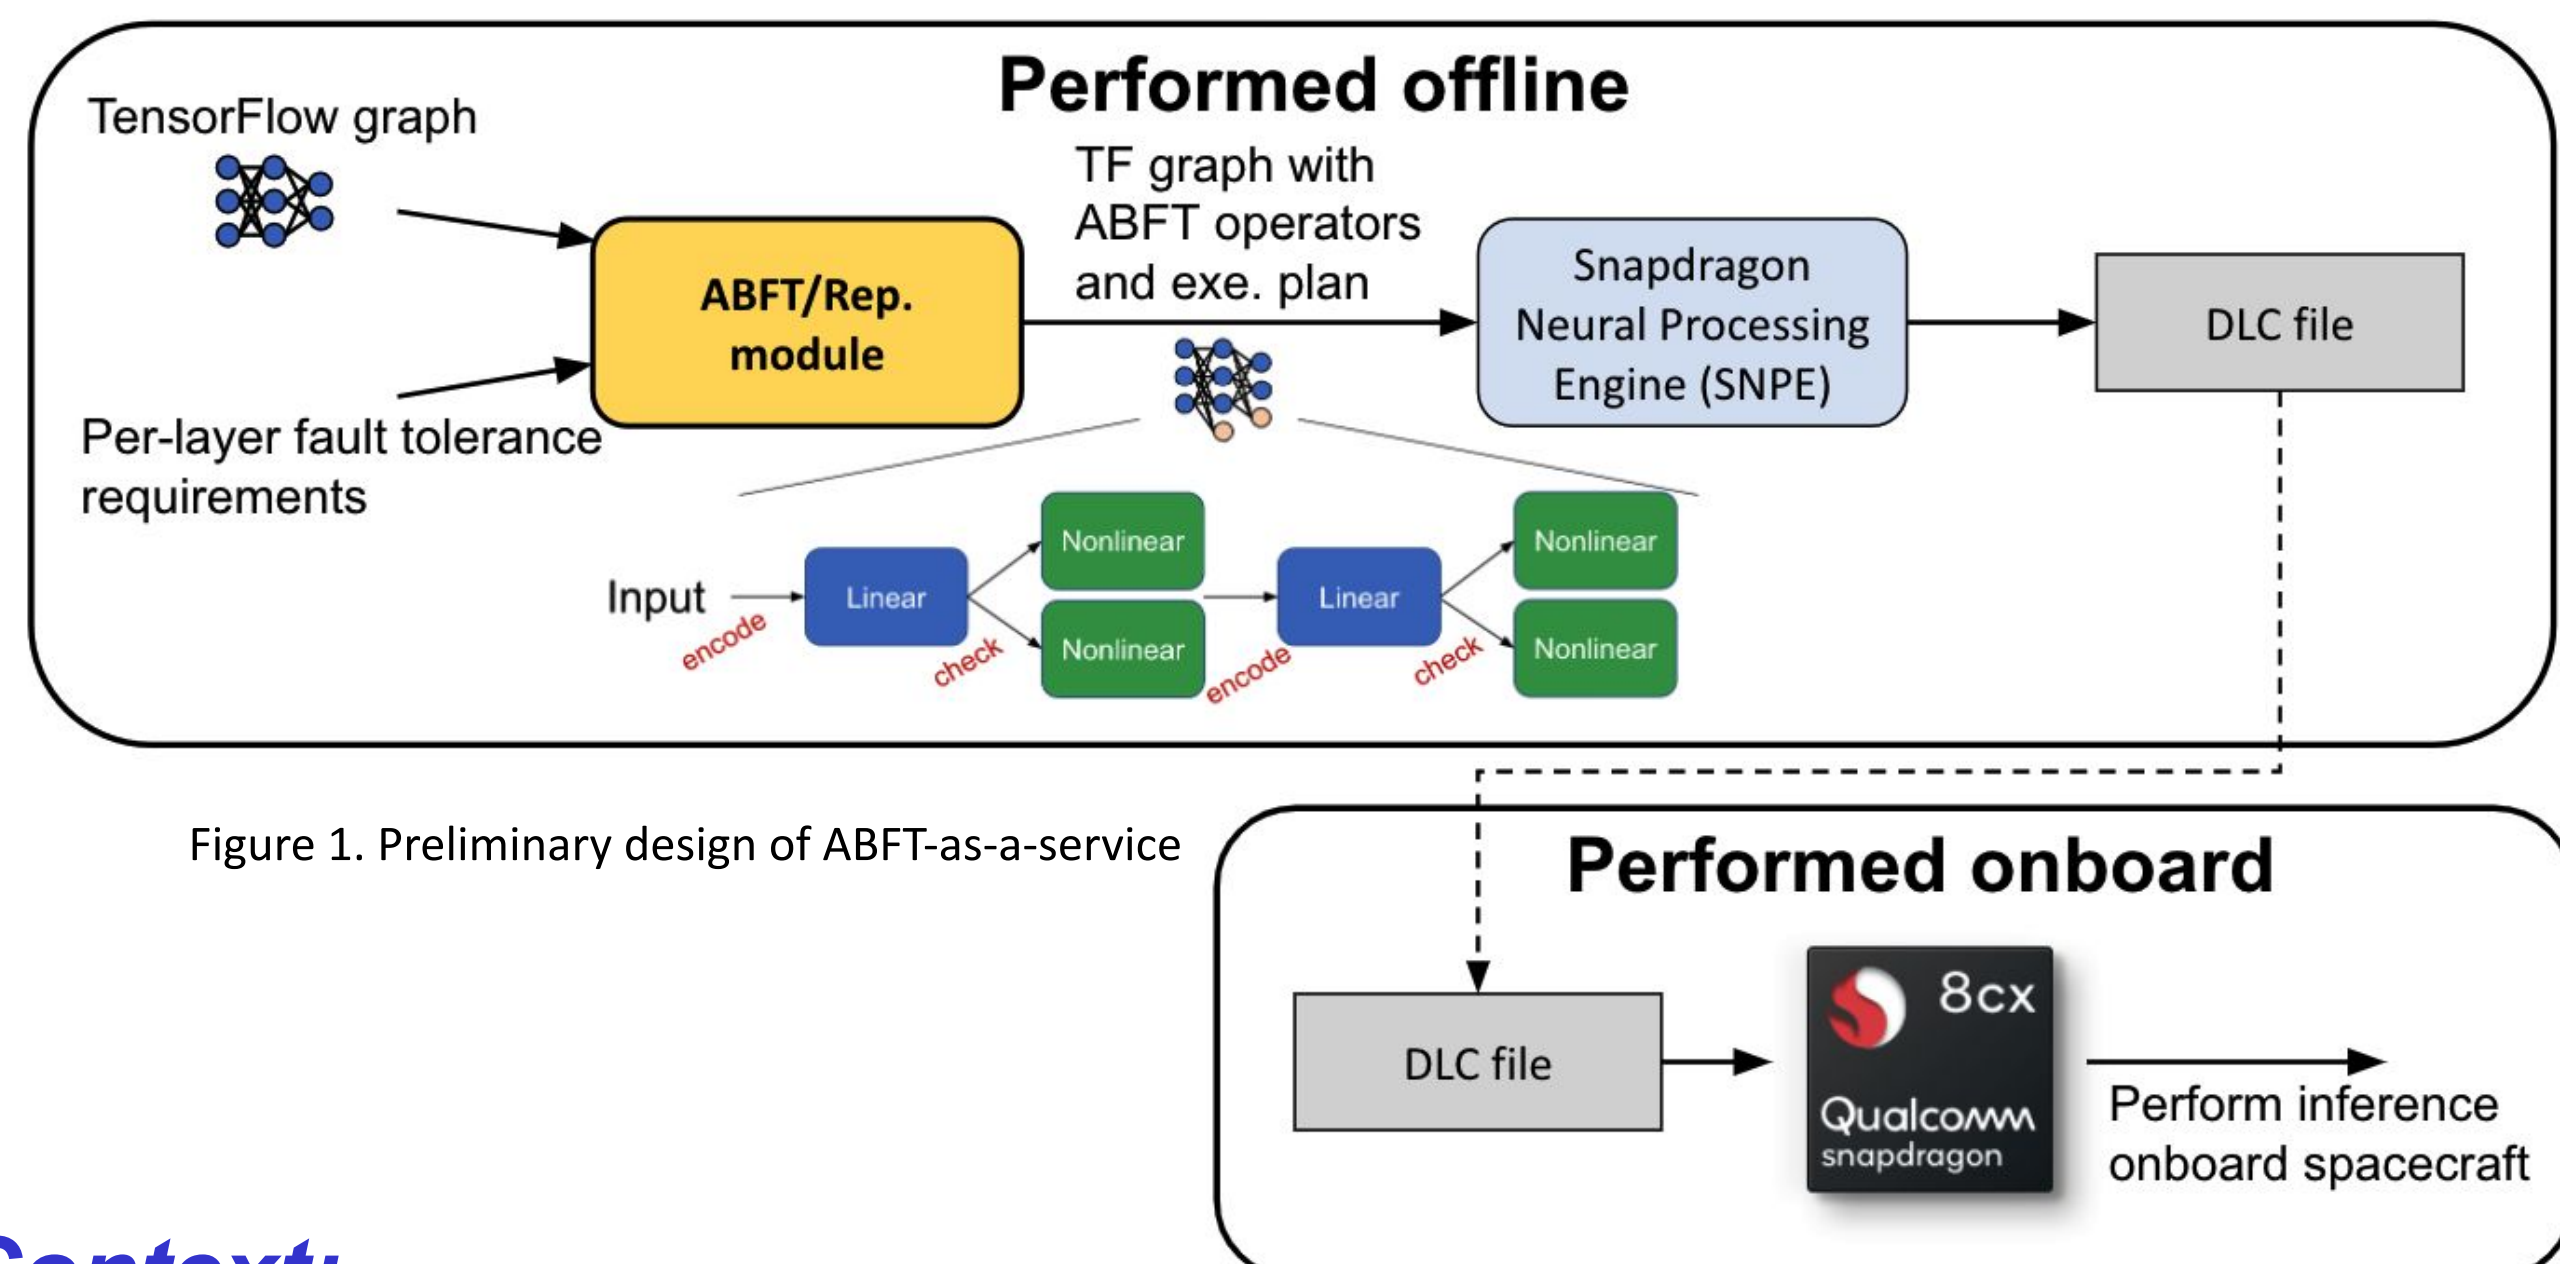 Performed offline
TensorFlow graph
TF graph with
ABFT operators
and exe. plan
ABFT/Rep.
module
Snapdragon
Neural Processing
Engine (SNPE)
DLC file
Per-layer fault tolerance
requirements
Input
encode
Linear
check
Nonlinear
Nonlinear
encode
Linear
check
Nonlinear
Nonlinear
Figure 1. Preliminary design of ABFT-as-a-service
Performed onboard
DLC file
8cx
Qualcomm
snapdragon
Perform inference
onboard spacecraft